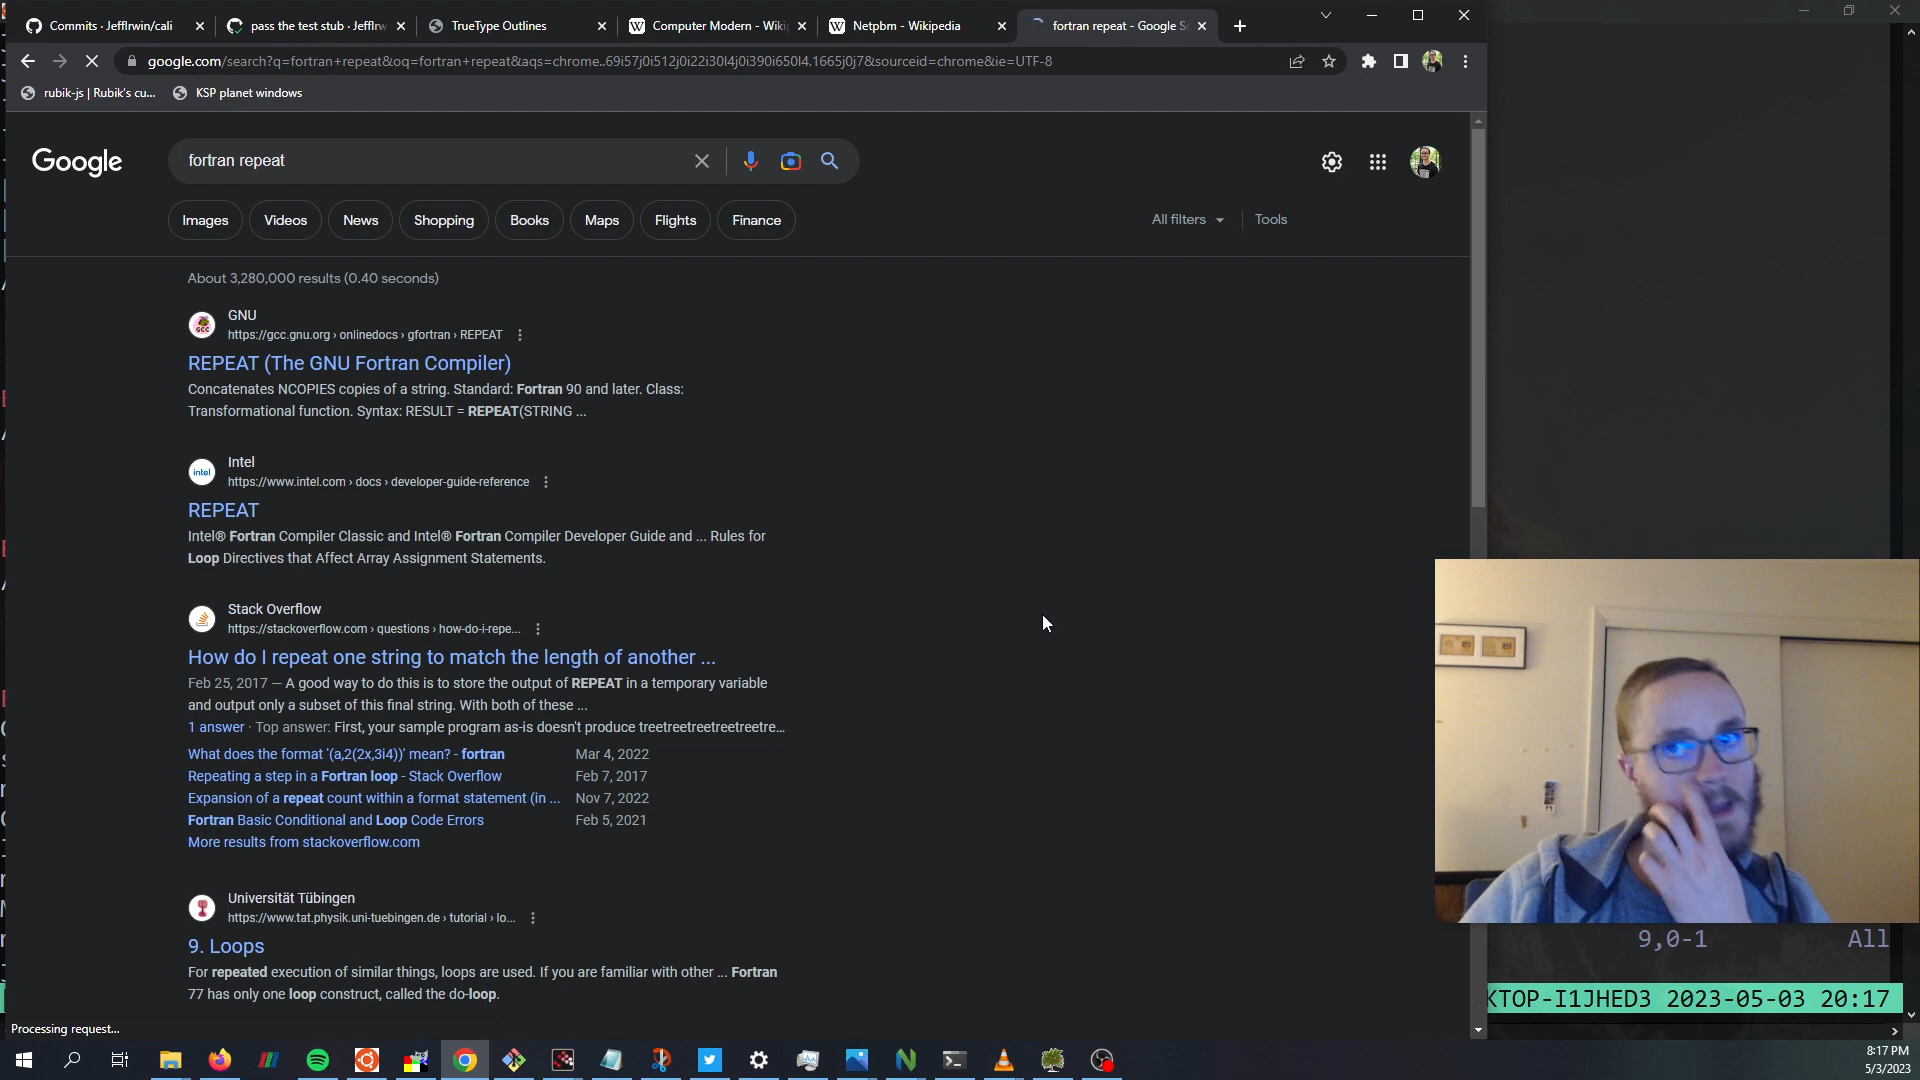 Commits · JeffIrwin/cali
pass the test stub · JeffIrw
TrueType Outlines
Computer Modern - Wiki
Netpbm - Wikipedia
fortran repeat - Google Se
google.com/search?q=fortran+repeat&oq=fortran+repeat&aqs=chrome..69i57j0i512j0i22i30l4j0i390i650l4.1665j0j7&sourceid=chrome&ie=UTF-8
rubik-js | Rubik's cu...
KSP planet windows
Google
fortran repeat
Images
Videos
News
Shopping
Books
Maps
Flights
Finance
All filters
Tools
About 3,280,000 results (0.40 seconds)
GNU
https://gcc.gnu.org › onlinedocs › gfortran › REPEAT
REPEAT (The GNU Fortran Compiler)
Concatenates NCOPIES copies of a string. Standard: Fortran 90 and later. Class:
Transformational function. Syntax: RESULT = REPEAT(STRING ...
intel
Intel
https://www.intel.com › docs › developer-guide-reference
REPEAT
Intel® Fortran Compiler Classic and Intel® Fortran Compiler Developer Guide and ... Rules for
Loop Directives that Affect Array Assignment Statements.
Stack Overflow
https://stackoverflow.com › questions › how-do-i-repe...
How do I repeat one string to match the length of another ...
Feb 25, 2017 — A good way to do this is to store the output of REPEAT in a temporary variable
and output only a subset of this final string. With both of these ...
1 answer · Top answer: First, your sample program as-is doesn't produce treetreetreetreetreetre...
What does the format '(a,2(2x,3i4))' mean? - fortran Mar 4, 2022
Repeating a step in a Fortran loop - Stack Overflow Feb 7, 2017
Expansion of a repeat count within a format statement (in ... Nov 7, 2022
Fortran Basic Conditional and Loop Code Errors Feb 5, 2021
More results from stackoverflow.com
Universität Tübingen
https://www.tat.physik.uni-tuebingen.de › tutorial › lo...
9. Loops
For repeated execution of similar things, loops are used. If you are familiar with other ... Fortran
77 has only one loop construct, called the do-loop.
9,0-1 All
KTOP-I1JHED3 2023-05-03 20:17
Processing request...
8:17 PM
5/3/2023